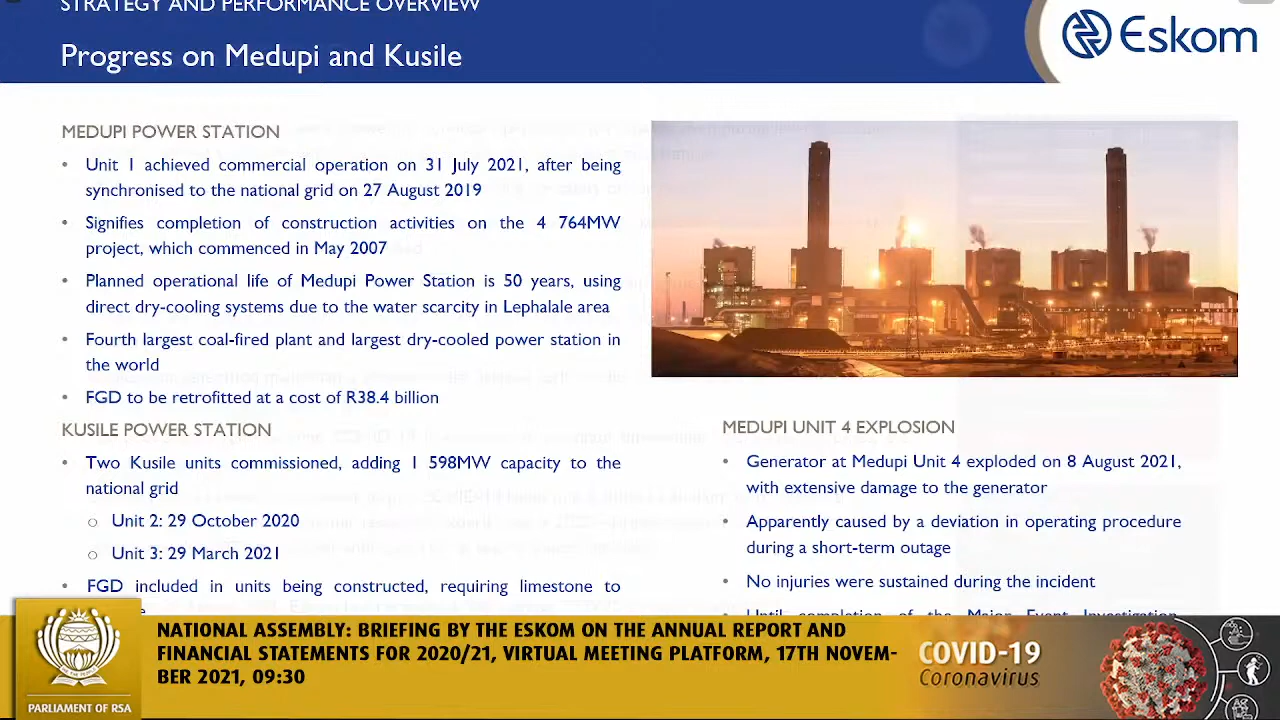 STRATEGY AND PERFORMANCE OVERVIEW
Progress on Medupi and Kusile
Eskom
MEDUPI POWER STATION
• Unit 1 achieved commercial operation on 31 July 2021, after being
synchronised to the national grid on 27 August 2019
• Signifies completion of construction activities on the 4 764MW
project, which commenced in May 2007
• Planned operational life of Medupi Power Station is 50 years, using
direct dry-cooling systems due to the water scarcity in Lephalale area
• Fourth largest coal-fired plant and largest dry-cooled power station in
the world
• FGD to be retrofitted at a cost of R38.4 billion
KUSILE POWER STATION
• Two Kusile units commissioned, adding 1 598MW capacity to the
national grid
o Unit 2: 29 October 2020
o Unit 3: 29 March 2021
• FGD included in units being constructed, requiring limestone to
MEDUPI UNIT 4 EXPLOSION
• Generator at Medupi Unit 4 exploded on 8 August 2021,
with extensive damage to the generator
• Apparently caused by a deviation in operating procedure
during a short-term outage
• No injuries were sustained during the incident
• Until completion of the Major Event Investigation,
PARLIAMENT OF RSA
NATIONAL ASSEMBLY: BRIEFING BY THE ESKOM ON THE ANNUAL REPORT AND
FINANCIAL STATEMENTS FOR 2020/21, VIRTUAL MEETING PLATFORM, 17TH NOVEM-
BER 2021, 09:30
COVID-19
Coronavirus